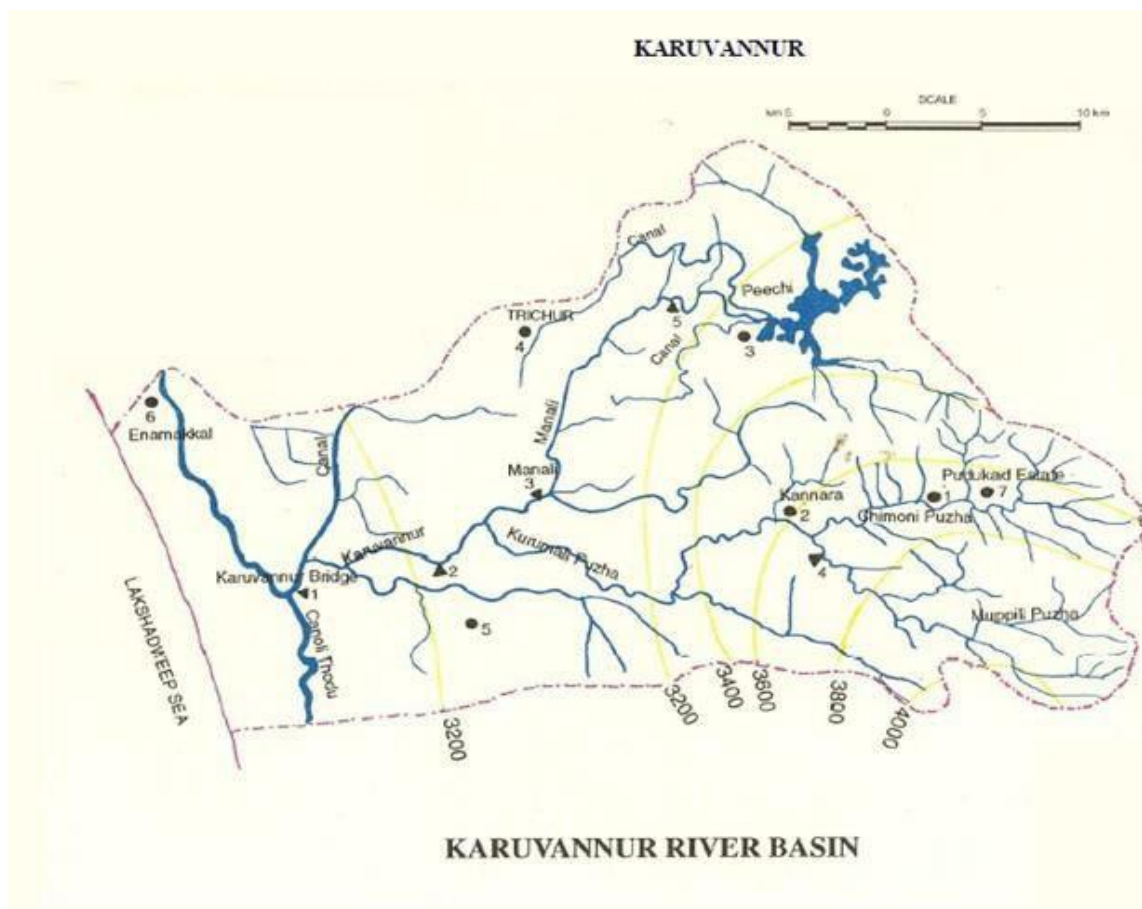 KARUVANNUR
SCALE
km 5 0 5 10 km
Canal
Peechi
TRICHUR
4
5
Canal
3
6
Enamakkal
Canal
Manali
Manali
3
Pudukad Estate
1
7
Kannara
2
Chimoni Puzha
Karuvannur
Kurumali Puzha
2
4
Karuvannur Bridge
1
Canoli Thodu
5
Muppili Puzha
LAKSHADWEEP SEA
3200
3200
3400
3600
3800
4000
KARUVANNUR RIVER BASIN